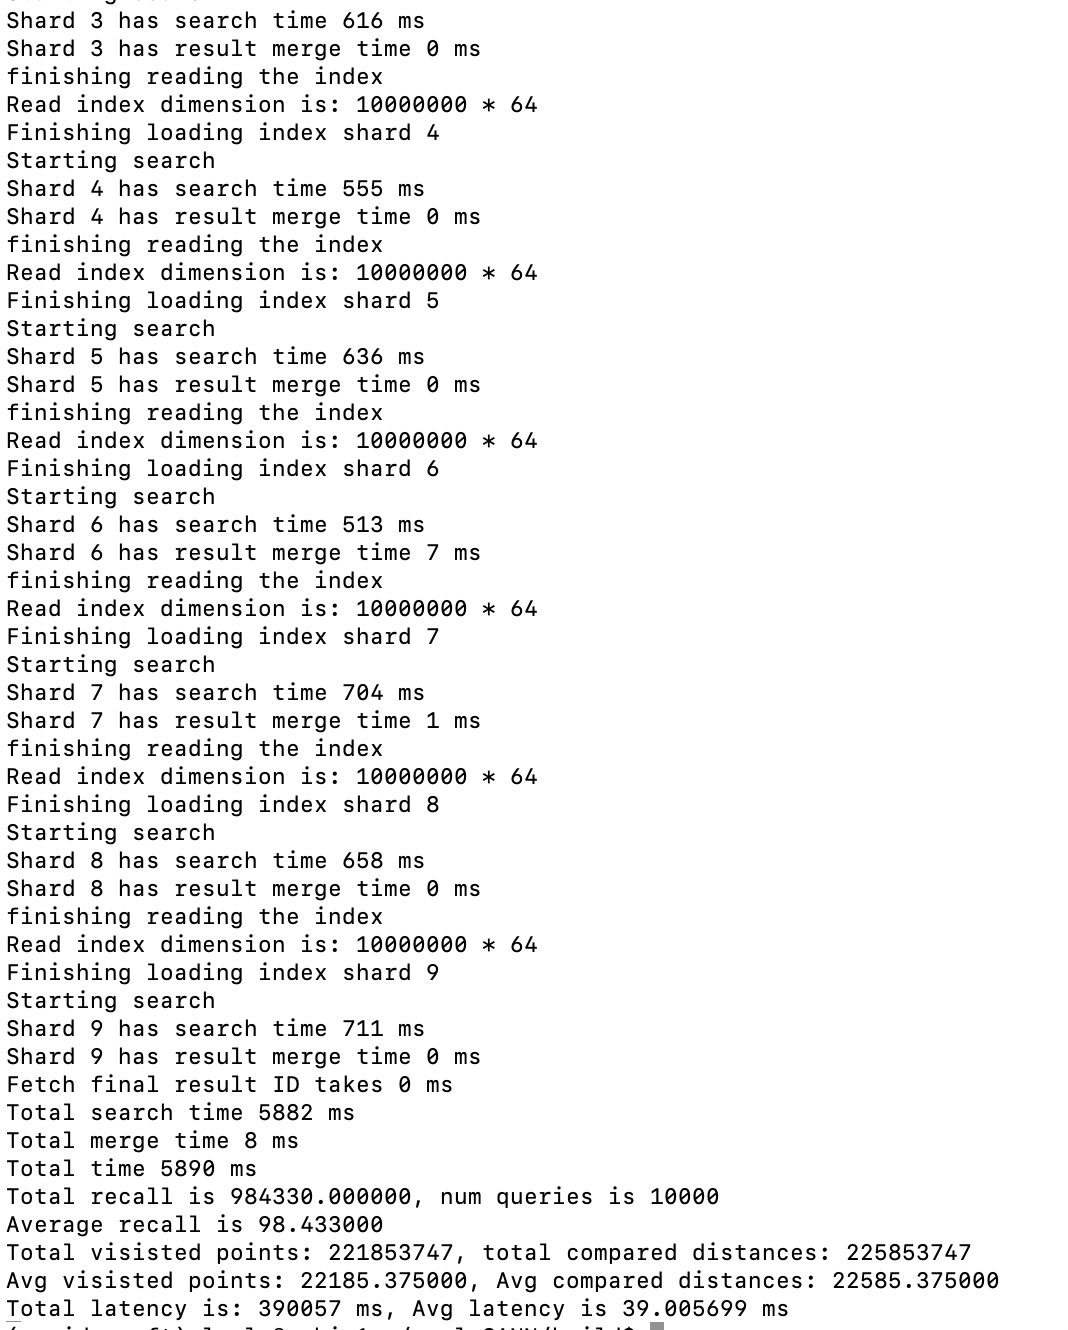 Shard 3 has search time 616 ms
Shard 3 has result merge time 0 ms
finishing reading the index
Read index dimension is: 10000000 * 64
Finishing loading index shard 4
Starting search
Shard 4 has search time 555 ms
Shard 4 has result merge time 0 ms
finishing reading the index
Read index dimension is: 10000000 * 64
Finishing loading index shard 5
Starting search
Shard 5 has search time 636 ms
Shard 5 has result merge time 0 ms
finishing reading the index
Read index dimension is: 10000000 * 64
Finishing loading index shard 6
Starting search
Shard 6 has search time 513 ms
Shard 6 has result merge time 7 ms
finishing reading the index
Read index dimension is: 10000000 * 64
Finishing loading index shard 7
Starting search
Shard 7 has search time 704 ms
Shard 7 has result merge time 1 ms
finishing reading the index
Read index dimension is: 10000000 * 64
Finishing loading index shard 8
Starting search
Shard 8 has search time 658 ms
Shard 8 has result merge time 0 ms
finishing reading the index
Read index dimension is: 10000000 * 64
Finishing loading index shard 9
Starting search
Shard 9 has search time 711 ms
Shard 9 has result merge time 0 ms
Fetch final result ID takes 0 ms
Total search time 5882 ms
Total merge time 8 ms
Total time 5890 ms
Total recall is 984330.000000, num queries is 10000
Average recall is 98.433000
Total visisted points: 221853747, total compared distances: 225853747
Avg visisted points: 22185.375000, Avg compared distances: 22585.375000
Total latency is: 390057 ms, Avg latency is 39.005699 ms